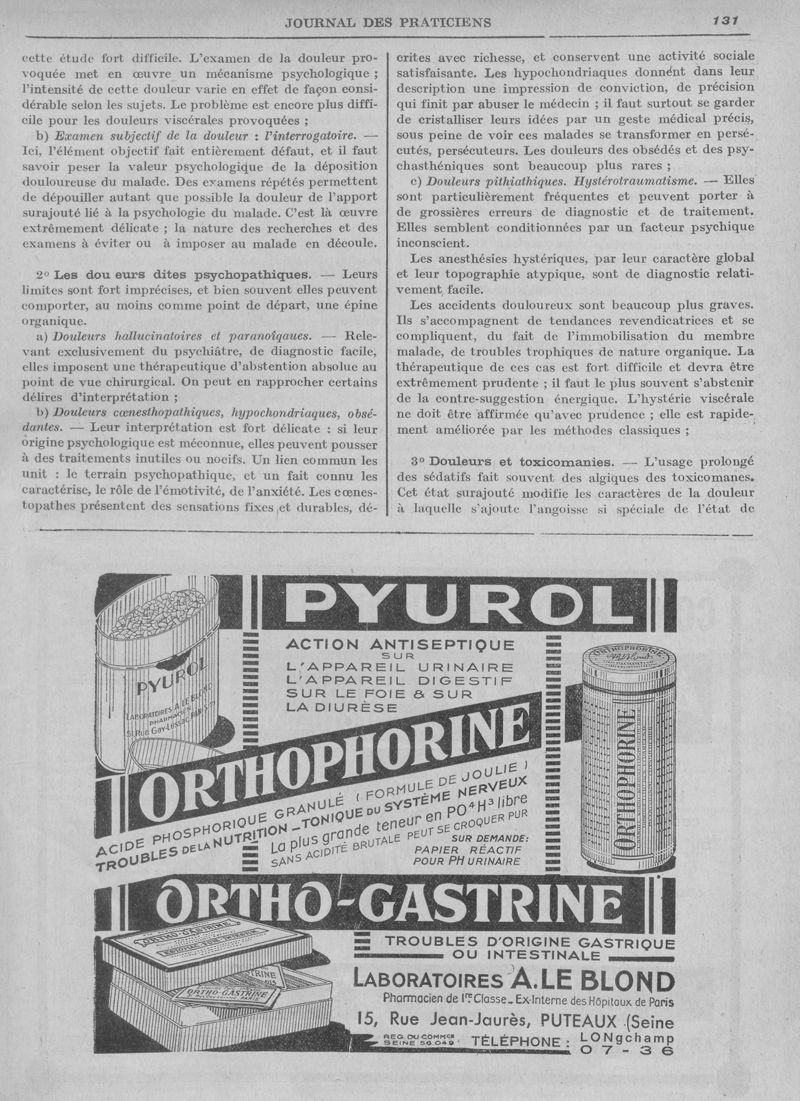 JOURNAL DES PRATICIENS 131
cette étude fort difficile. L'examen de la douleur pro-
voquée met en œuvre un mécanisme psychologique ;
l'intensité de cette douleur varie en effet de façon consi-
dérable selon les sujets. Le problème est encore plus diffi-
cile pour les douleurs viscérales provoquées ;
b) Examen subjectif de la douleur : l'interrogatoire. —
Ici, l'élément objectif fait entièrement défaut, et il faut
savoir peser la valeur psychologique de la déposition
douloureuse du malade. Des examens répétés permettent
de dépouiller autant que possible la douleur de l'apport
surajouté lié à la psychologie du malade. C'est là œuvre
extrêmement délicate ; la nature des recherches et des
examens à éviter ou à imposer au malade en découle.
2° Les dou eurs dites psychopathiques. — Leurs
limites sont fort imprécises, et bien souvent elles peuvent
comporter, au moins comme point de départ, une épine
organique.
a) Douleurs hallucinatoires et paranoïqaues. — Rele-
vant exclusivement du psychiâtre, de diagnostic facile,
elles imposent une thérapeutique d'abstention absolue au
point de vue chirurgical. On peut en rapprocher certains
délires d'interprétation ;
b) Douleurs cœnesthopathiques, hypochondriaques, obsé-
dantes. — Leur interprétation est fort délicate : si leur
origine psychologique est méconnue, elles peuvent pousser
à des traitements inutiles ou nocifs. Un lien commun les
unit : le terrain psychopathique, et un fait connu les
caractérise, le rôle de l'émotivité, de l'anxiété. Les cœnes-
topathes présentent des sensations fixes et durables, dé-
crites avec richesse, et conservent une activité sociale
satisfaisante. Les hypochondriaques donnént dans leur
description une impression de conviction, de précision
qui finit par abuser le médecin ; il faut surtout se garder
de cristalliser leurs idées par un geste médical précis,
sous peine de voir ces malades se transformer en persé-
cutés, persécuteurs. Les douleurs des obsédés et des psy-
chasthéniques sont beaucoup plus rares ;
c) Douleurs pithiathiques. Hystérotraumatisme. — Elles
sont particulièrement fréquentes et peuvent porter à
de grossières erreurs de diagnostic et de traitement.
Elles semblent conditionnées par un facteur psychique
inconscient.
Les anesthésies hystériques, par leur caractère global
et leur topographie atypique, sont de diagnostic relati-
vement facile.
Les accidents douloureux sont beaucoup plus graves.
Ils s'accompagnent de tendances revendicatrices et se
compliquent, du fait de l'immobilisation du membre
malade, de troubles trophiques de nature organique. La
thérapeutique de ces cas est fort difficile et devra être
extrêmement prudente ; il faut le plus souvent s'abstenir
de la contre-suggestion énergique. L'hystérie viscérale
ne doit être affirmée qu'avec prudence ; elle est rapide-
ment améliorée par les méthodes classiques ;
3° Douleurs et toxicomanies. — L'usage prolongé
des sédatifs fait souvent des algiques des toxicomanes.
Cet état surajouté modifie les caractères de la douleur
à laquelle s'ajoute l'angoisse si spéciale de l'état de
PYUROL
PYUROL
LABORATOIRES A. LE BLOND
PHARMACIEN
51, Rue Gay-Lussac, PARIS
ACTION ANTISEPTIQUE
SUR
L'APPAREIL URINAIRE
L'APPAREIL DIGESTIF
SUR LE FOIE & SUR
LA DIURÈSE
ORTHOPHORINE
ORTHOPHORINE
ORTHOPHORINE
ACIDE PHOSPHORIQUE GRANULÉ (FORMULE DE JOULIE)
TROUBLES DE LA NUTRITION _ TONIQUE DU SYSTÈME NERVEUX
La plus grande teneur en PO⁴H³ libre
SANS ACIDITÉ BRUTALE PEUT SE CROQUER PUR
SUR DEMANDE:
PAPIER RÉACTIF
POUR PH URINAIRE
ORTHO-GASTRINE
ORTHO-GASTRINE
ORTHO-GASTRINE
TROUBLES D'ORIGINE GASTRIQUE
OU INTESTINALE
LABORATOIRES A. LE BLOND
Pharmacien de 1re Classe _ Ex-Interne des Hôpitaux de Paris
15, Rue Jean-Jaurès, PUTEAUX (Seine
REG. DU COMMCE
SEINE 56.049
TÉLÉPHONE : LONgchamp
07-36